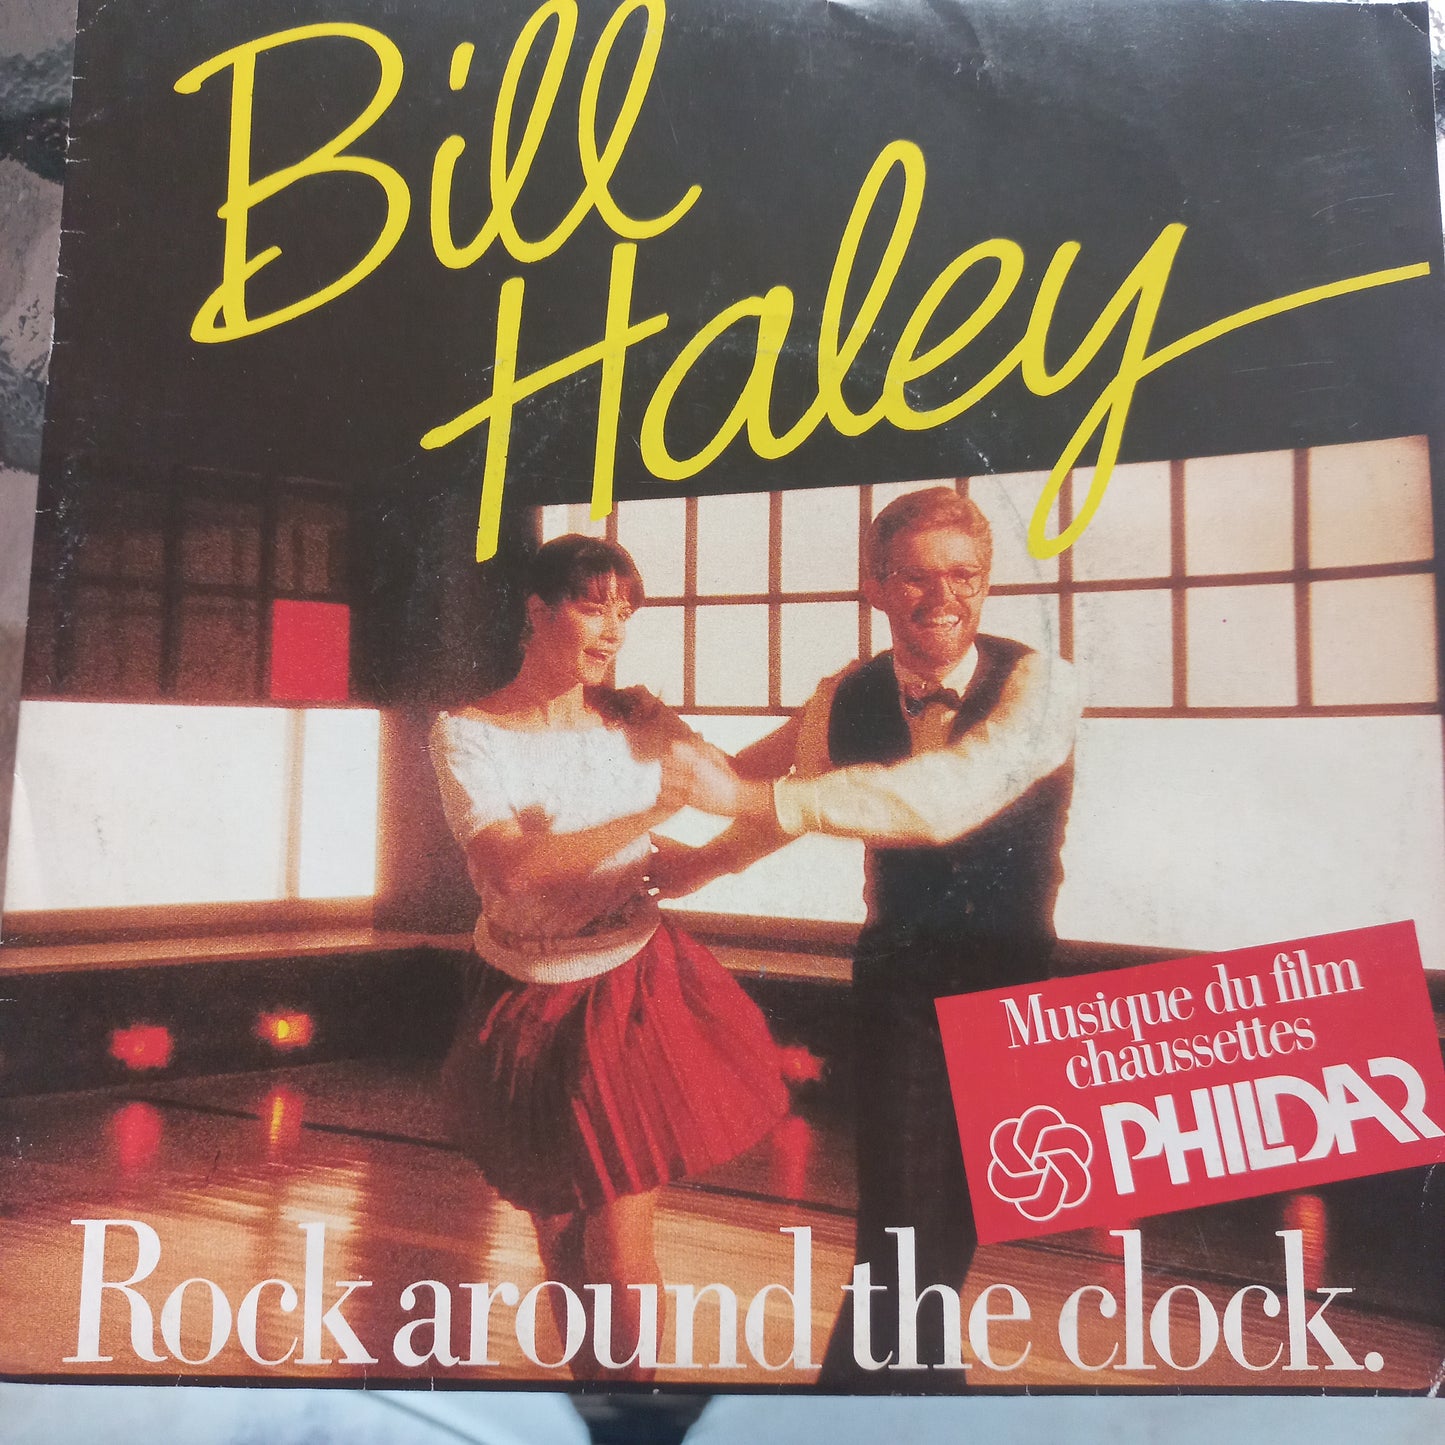 Bill
Haley
Musique du film
chaussettes
PHILDAR
Rock around the clock.